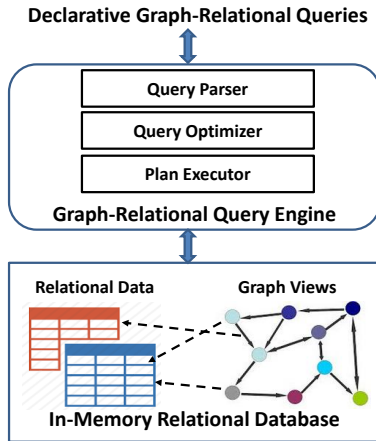 Declarative Graph-Relational Queries
Query Parser
Query Optimizer
Plan Executor
Graph-Relational Query Engine
Relational Data
Graph Views
In-Memory Relational Database